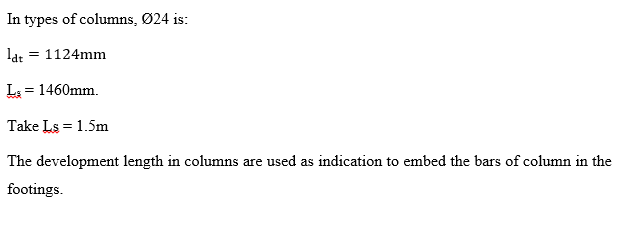 In types of columns, Ø24 is:
ldt = 1124mm
Ls = 1460mm.
Take Ls = 1.5m
The development length in columns are used as indication to embed the bars of column in the
footings.